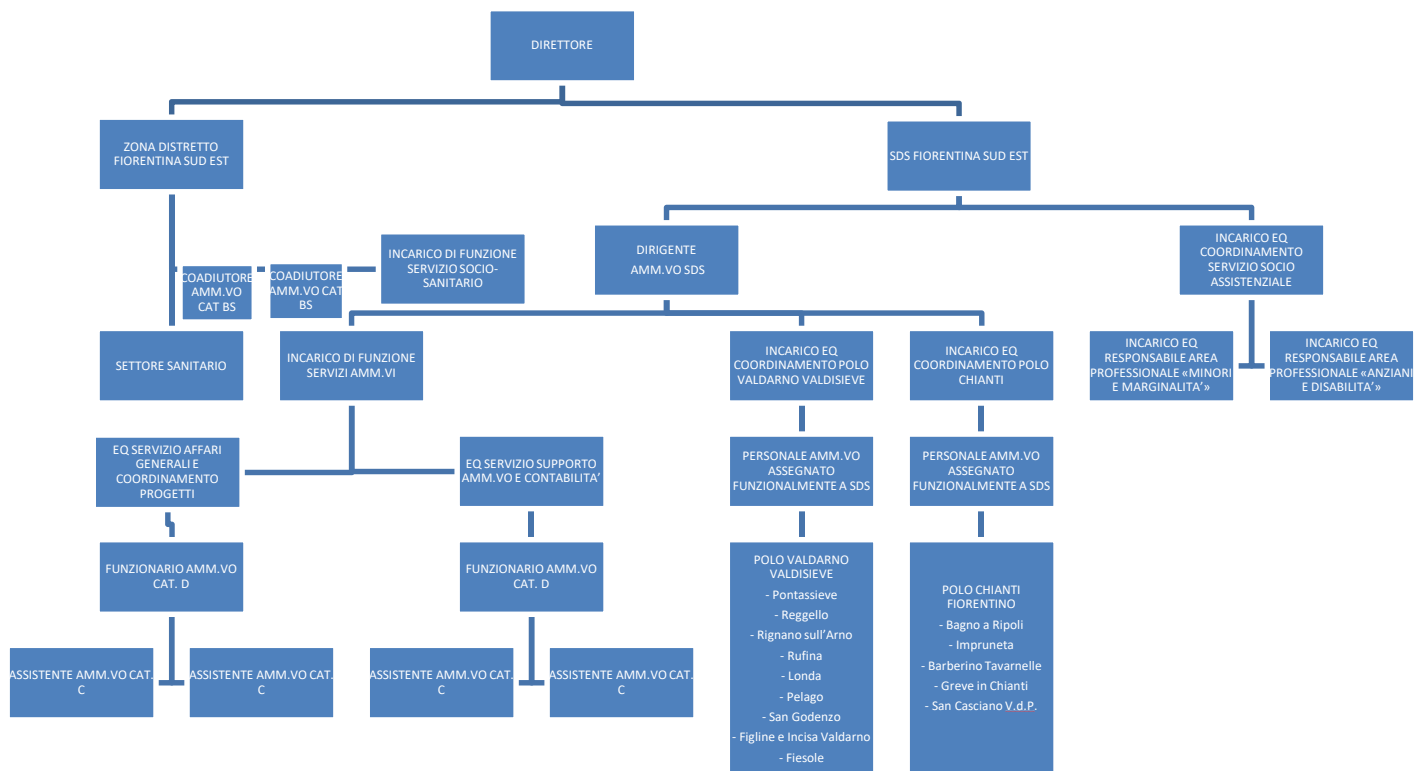 DIRETTORE
ZONA DISTRETTO
FIORENTINA SUD EST
SDS FIORENTINA SUD EST
COADIUTORE
AMM.VO
CAT BS
COADIUTORE
AMM.VO CAT
BS
INCARICO DI FUNZIONE
SERVIZIO SOCIO-
SANITARIO
DIRIGENTE
AMM.VO SDS
INCARICO EQ
COORDINAMENTO
SERVIZIO SOCIO
ASSISTENZIALE
SETTORE SANITARIO
INCARICO DI FUNZIONE
SERVIZI AMM.VI
INCARICO EQ
COORDINAMENTO POLO
VALDARNO VALDISIEVE
INCARICO EQ
COORDINAMENTO POLO
CHIANTI
INCARICO EQ
RESPONSABILE AREA
PROFESSIONALE «MINORI
E MARGINALITA’»
INCARICO EQ
RESPONSABILE AREA
PROFESSIONALE «ANZIANI
E DISABILITA’»
EQ SERVIZIO AFFARI
GENERALI E
COORDINAMENTO
PROGETTI
EQ SERVIZIO SUPPORTO
AMM.VO E CONTABILITA’
PERSONALE AMM.VO
ASSEGNATO
FUNZIONALMENTE A SDS
PERSONALE AMM.VO
ASSEGNATO
FUNZIONALMENTE A SDS
FUNZIONARIO AMM.VO
CAT. D
FUNZIONARIO AMM.VO
CAT. D
POLO VALDARNO
VALDISIEVE
- Pontassieve
- Reggello
- Rignano sull’Arno
- Rufina
- Londa
- Pelago
- San Godenzo
- Figline e Incisa Valdarno
- Fiesole
POLO CHIANTI
FIORENTINO
- Bagno a Ripoli
- Impruneta
- Barberino Tavarnelle
- Greve in Chianti
- San Casciano V.d.P.
ASSISTENTE AMM.VO CAT.
C
ASSISTENTE AMM.VO CAT.
C
ASSISTENTE AMM.VO CAT.
C
ASSISTENTE AMM.VO CAT.
C